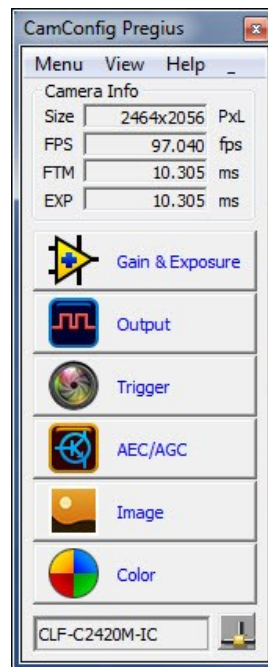 CamConfig Pregius
Menu View Help _
Camera Info
Size 2464x2056 PxL
FPS 97.040 fps
FTM 10.305 ms
EXP 10.305 ms
Gain & Exposure
Output
Trigger
K
AEC/AGC
Image
Color
CLF-C2420M-IC